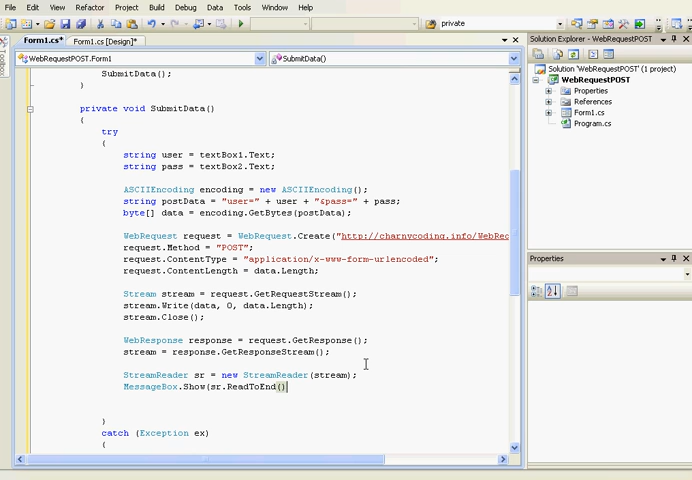 File Edit View Refactor Project Build Debug Data Tools Window Help
private
Form1.cs* Form1.cs [Design]*
Solution Explorer - WebRequestPOST
Toolbox
WebRequestPOST.Form1 SubmitData()
Solution 'WebRequestPOST' (1 project)
WebRequestPOST
Properties
References
Form1.cs
Program.cs
SubmitData();
}
private void SubmitData()
{
try
{
string user = textBox1.Text;
string pass = textBox2.Text;
ASCIIEncoding encoding = new ASCIIEncoding();
string postData = "user=" + user + "&pass=" + pass;
byte[] data = encoding.GetBytes(postData);
WebRequest request = WebRequest.Create("http://charnycoding.info/WebReq
request.Method = "POST";
request.ContentType = "application/x-www-form-urlencoded";
request.ContentLength = data.Length;
Stream stream = request.GetRequestStream();
stream.Write(data, 0, data.Length);
stream.Close();
WebResponse response = request.GetResponse();
stream = response.GetResponseStream();
StreamReader sr = new StreamReader(stream);
MessageBox.Show(sr.ReadToEnd()
}
catch (Exception ex)
{
Properties